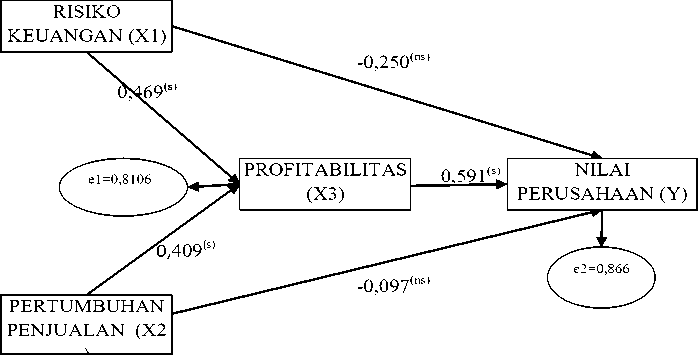 RISIKO
KEUANGAN (X1)
-0,250(ns)
0,469(s)
PROFITABILITAS
(X3)
e1=0,8106
0,591(s)
NILAI
PERUSAHAAN (Y)
0,409(s)
e2=0,866
-0,097(ns)
PERTUMBUHAN
PENJUALAN (X2
)